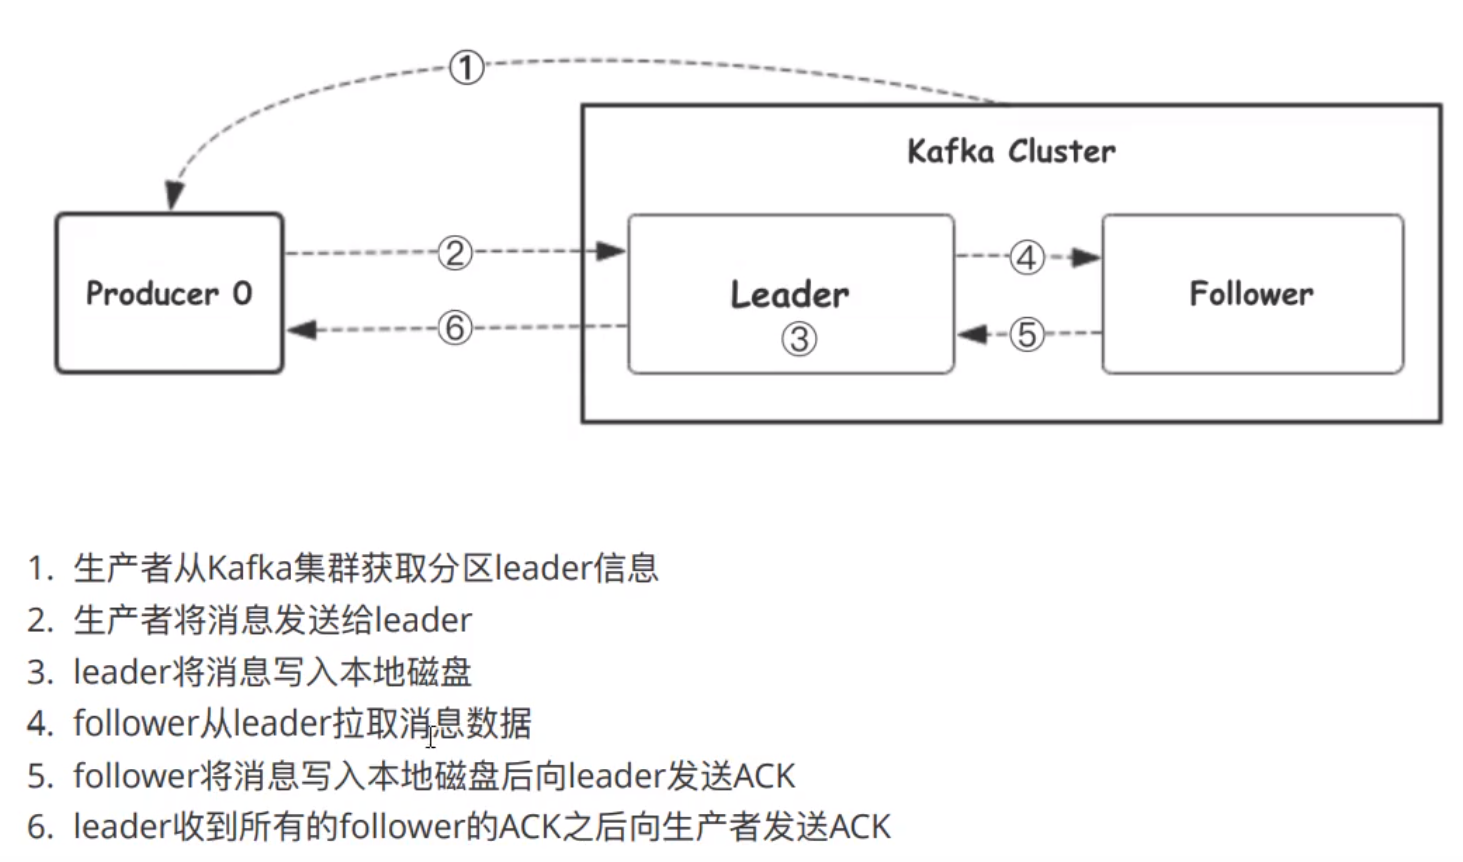 ①
Kafka Cluster
Producer 0
②
Leader
④
Follower
⑥
③
⑤
1. 生产者从Kafka集群获取分区leader信息
2. 生产者将消息发送给leader
3. leader将消息写入本地磁盘
4. follower从leader拉取消息数据
5. follower将消息写入本地磁盘后向leader发送ACK
6. leader收到所有的follower的ACK之后向生产者发送ACK